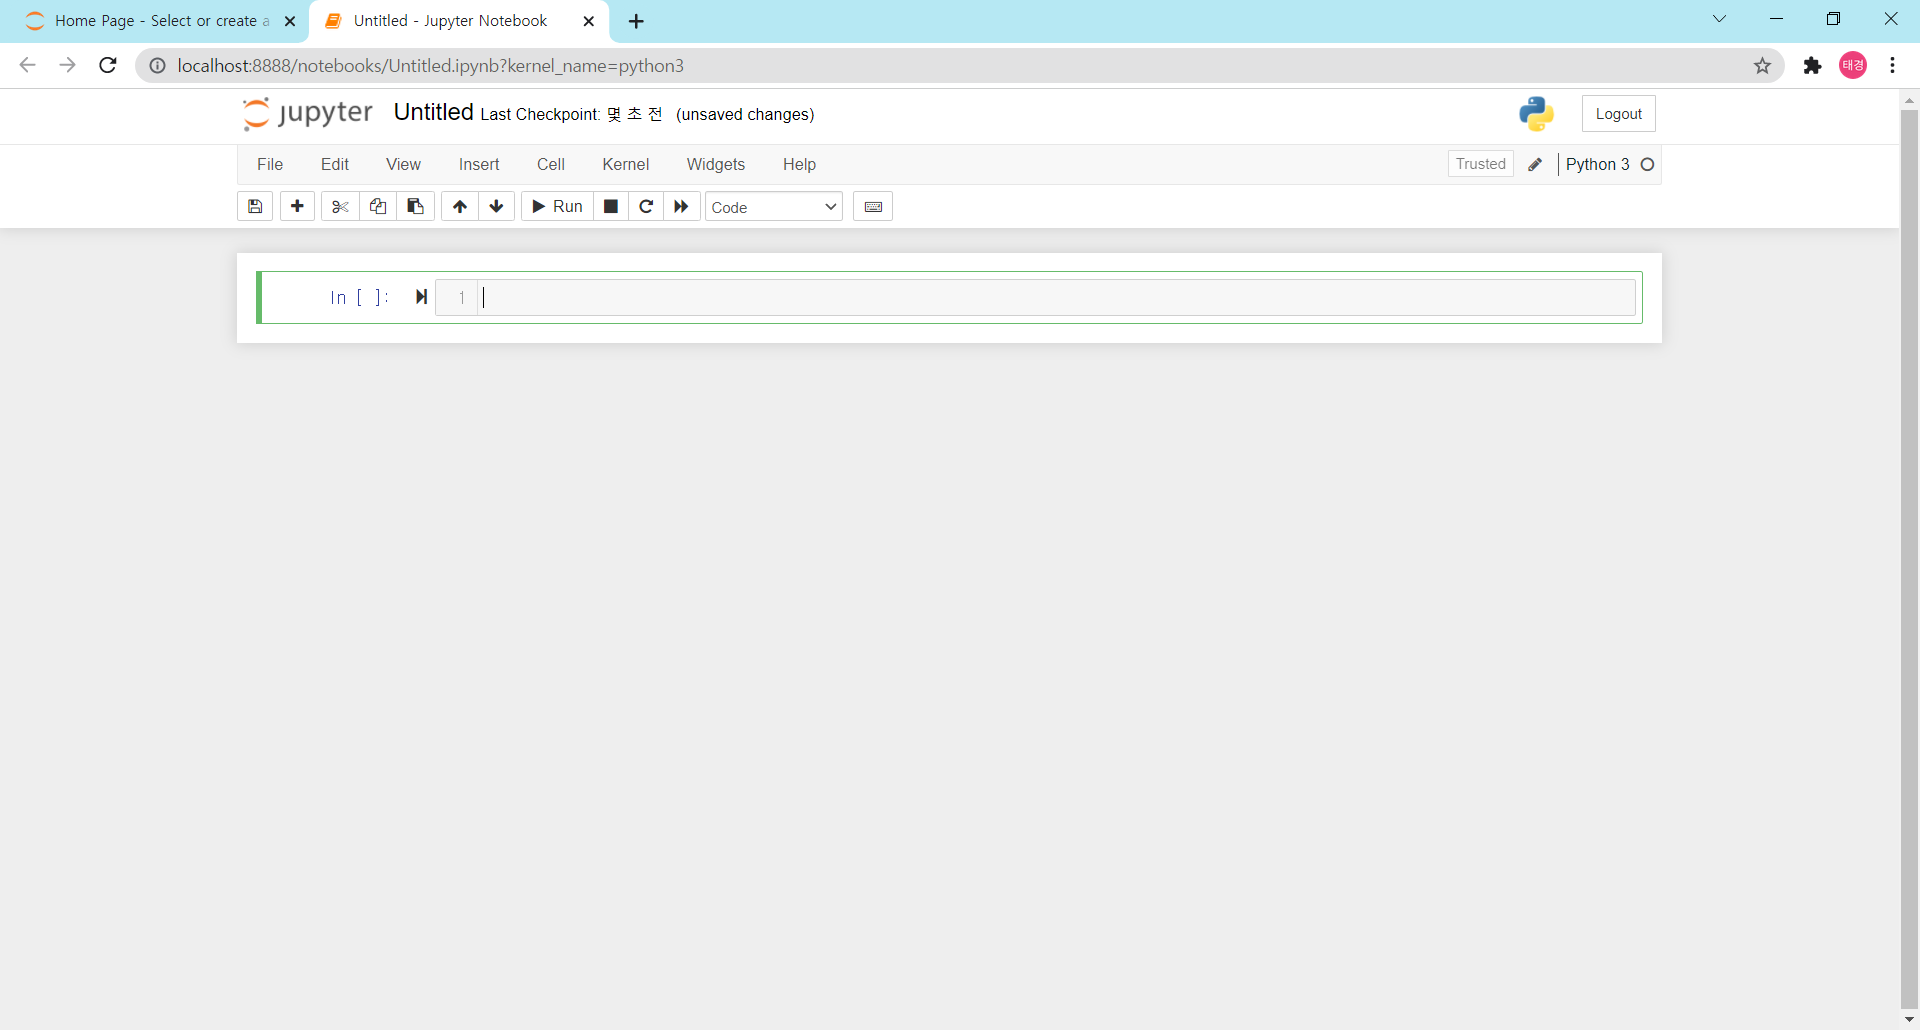 Home Page - Select or create a
Untitled - Jupyter Notebook
localhost:8888/notebooks/Untitled.ipynb?kernel_name=python3
태경
jupyter Untitled Last Checkpoint: 몇 초 전 (unsaved changes)
Logout
File Edit View Insert Cell Kernel Widgets Help
Trusted
Python 3
Run
Code
In [ ]:
1